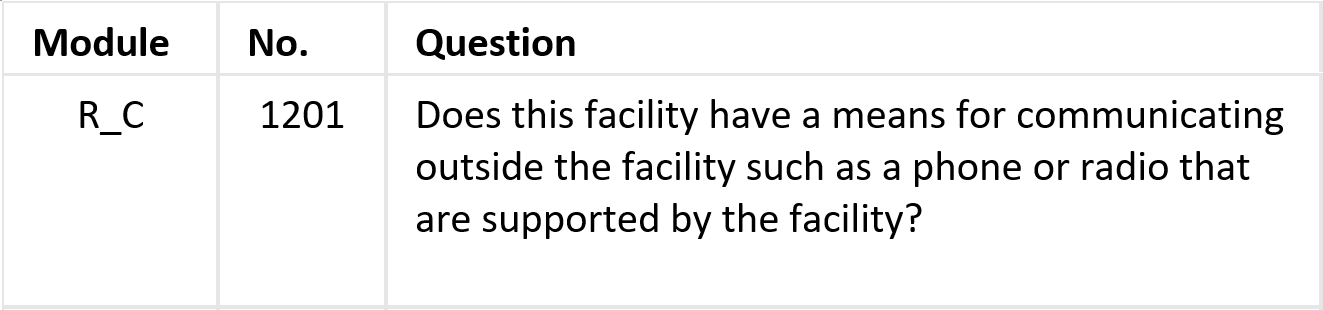 Module No. Question
R_C 1201 Does this facility have a means for communicating
outside the facility such as a phone or radio that
are supported by the facility?